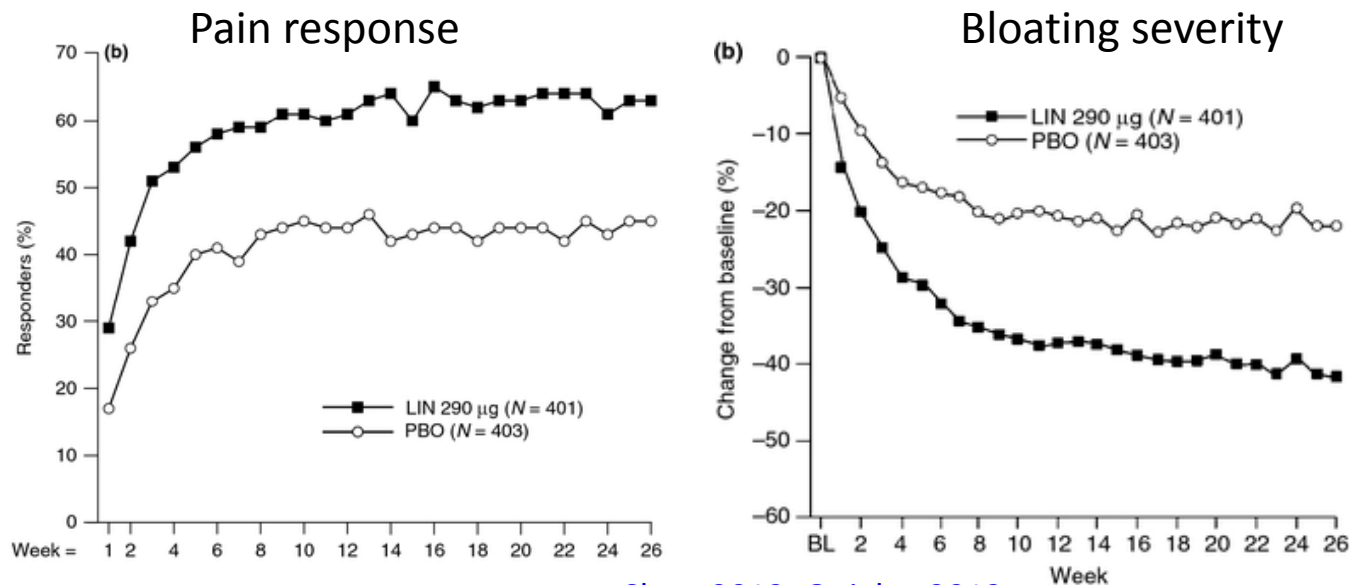 Pain response
(b)
70
60
50
40
30
20
10
0
Responders (%)
LIN 290 µg (N = 401)
PBO (N = 403)
Week = 1 2 4 6 8 10 12 14 16 18 20 22 24 26
Bloating severity
(b)
0
−10
−20
−30
−40
−50
−60
Change from baseline (%)
LIN 290 µg (N = 401)
PBO (N = 403)
BL 2 4 6 8 10 12 14 16 18 20 22 24 26
Week